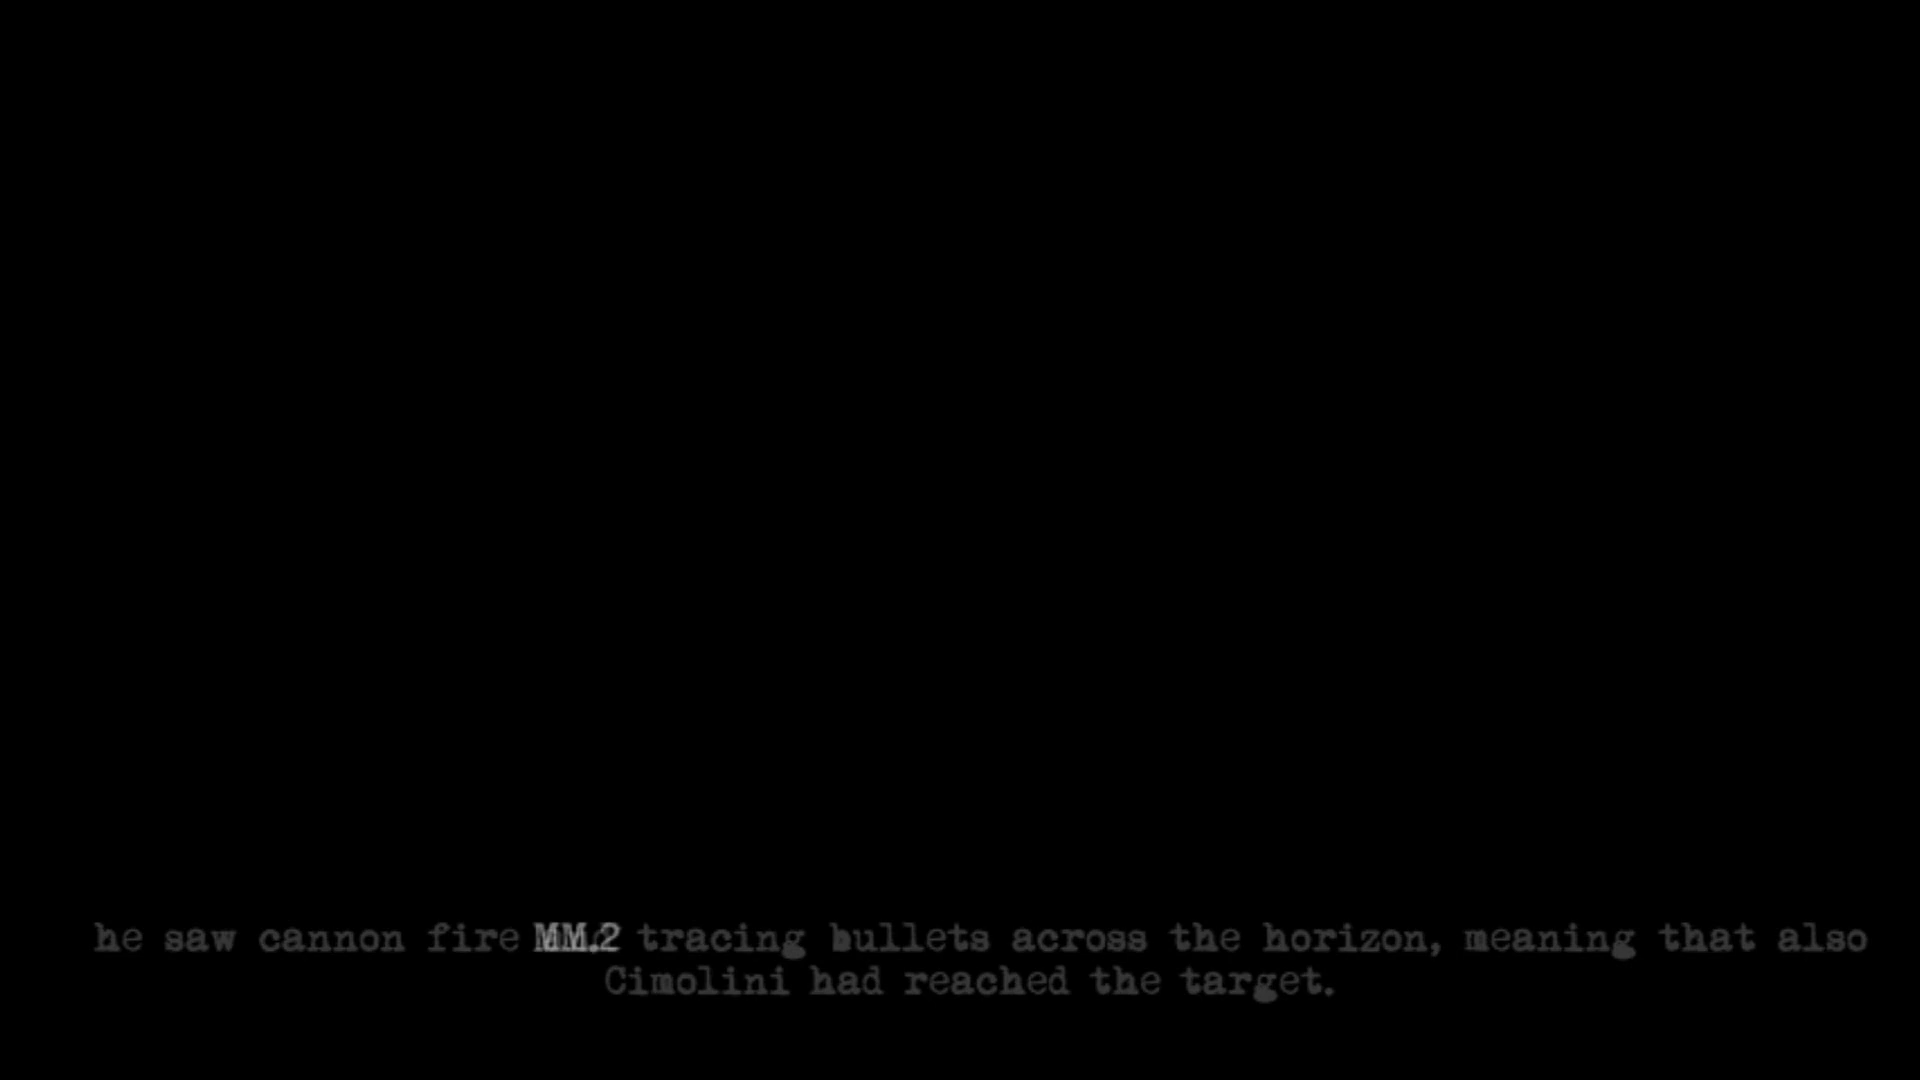 he saw cannon fire MM.2 tracing bullets across the horizon, meaning that also
Cimolini had reached the target.